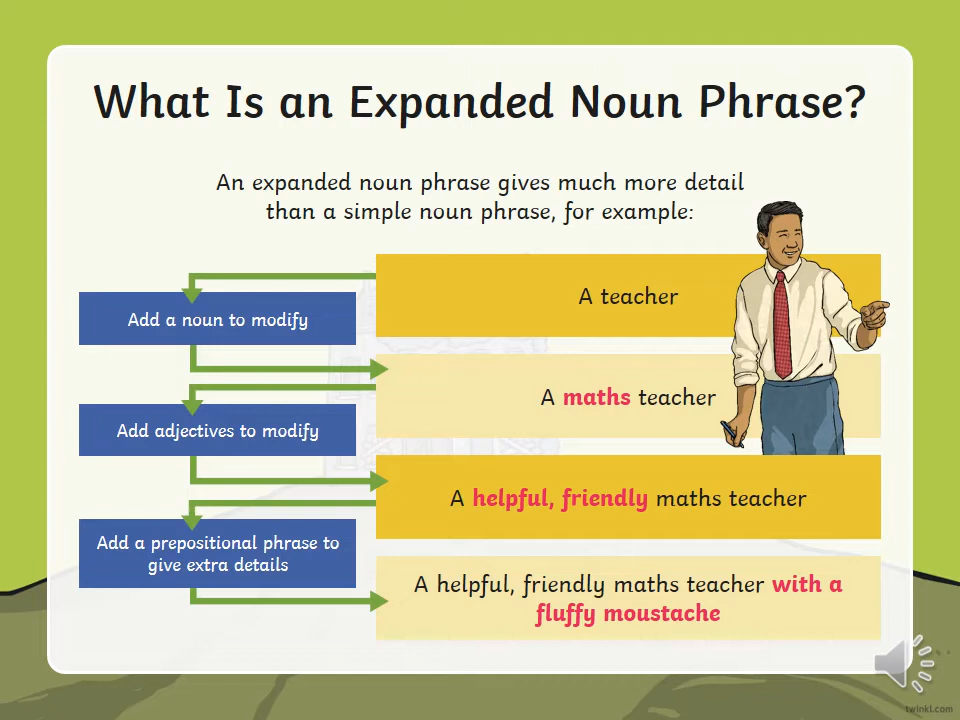 What Is an Expanded Noun Phrase?
An expanded noun phrase gives much more detail
than a simple noun phrase, for example:
A teacher
Add a noun to modify
A maths teacher
Add adjectives to modify
A helpful, friendly maths teacher
Add a prepositional phrase to
give extra details
A helpful, friendly maths teacher with a
fluffy moustache
twinkl.com